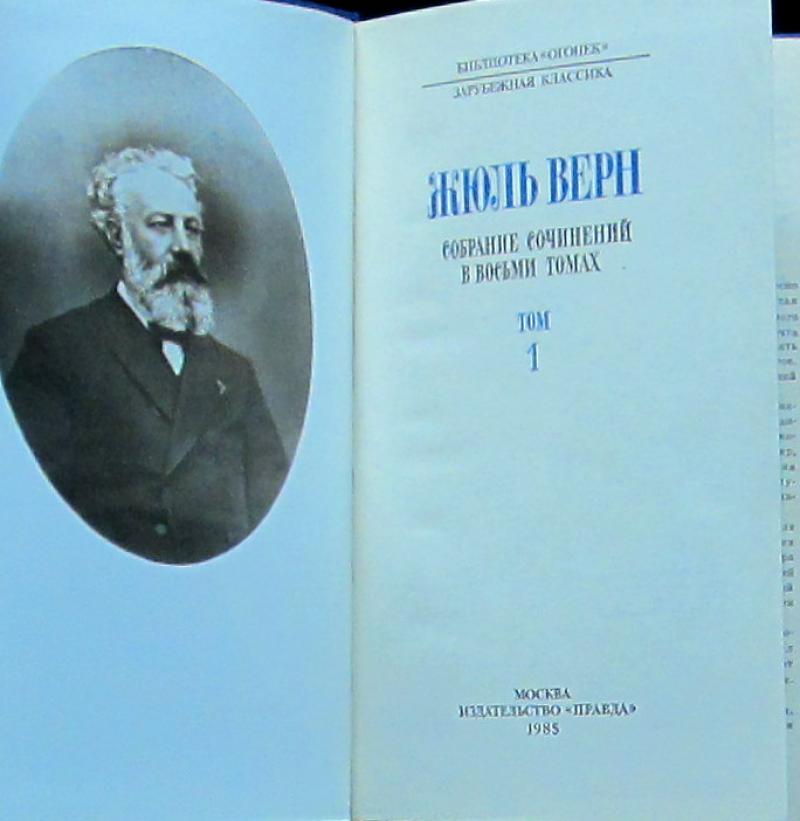 БИБЛИОТЕКА «ОГОНЕК»
ЗАРУБЕЖНАЯ КЛАССИКА
ЖЮЛЬ ВЕРН
СОБРАНИЕ СОЧИНЕНИЙ
В ВОСЬМИ ТОМАХ
ТОМ
1
МОСКВА
ИЗДАТЕЛЬСТВО «ПРАВДА»
1985